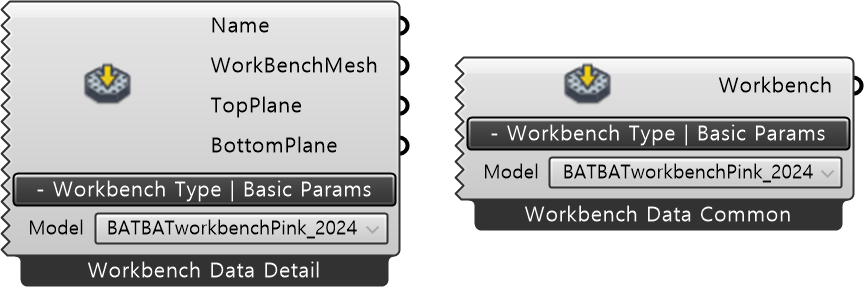 Name
WorkBenchMesh
TopPlane
BottomPlane
- Workbench Type | Basic Params
Model BATBATworkbenchPink_2024
Workbench Data Detail
Workbench
- Workbench Type | Basic Params
Model BATBATworkbenchPink_2024
Workbench Data Common